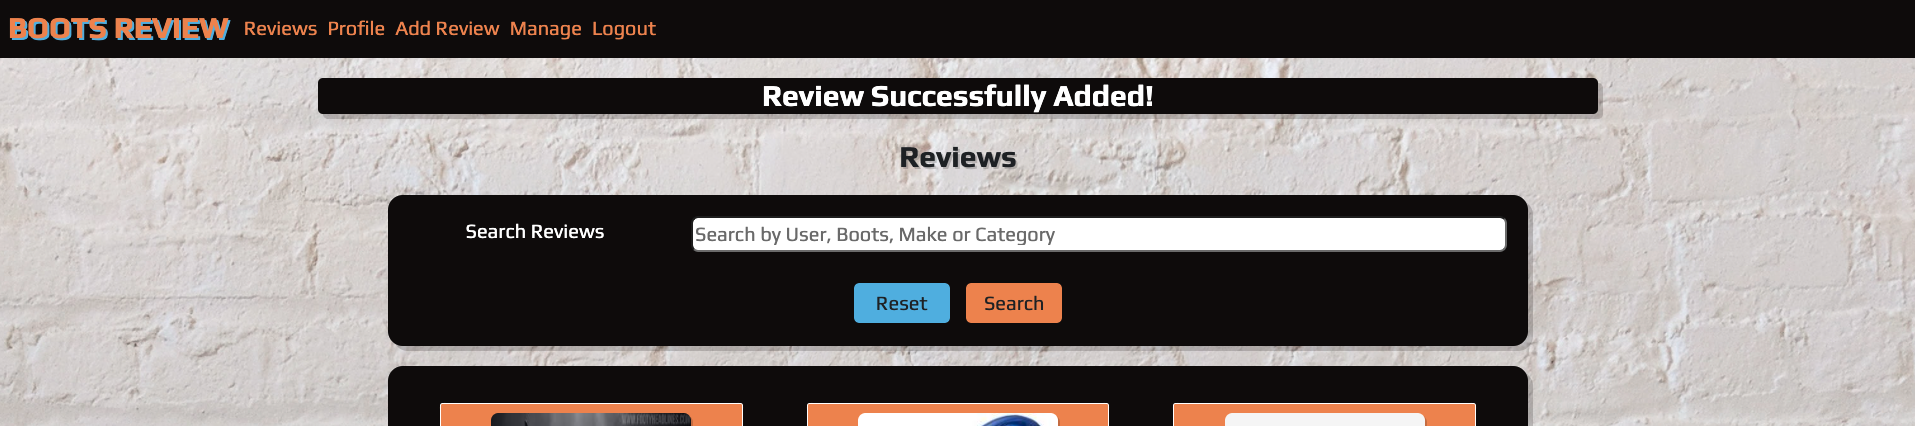 BOOTS REVIEW Reviews Profile Add Review Manage Logout
Review Successfully Added!
Reviews
Search Reviews Search by User, Boots, Make or Category
Reset Search